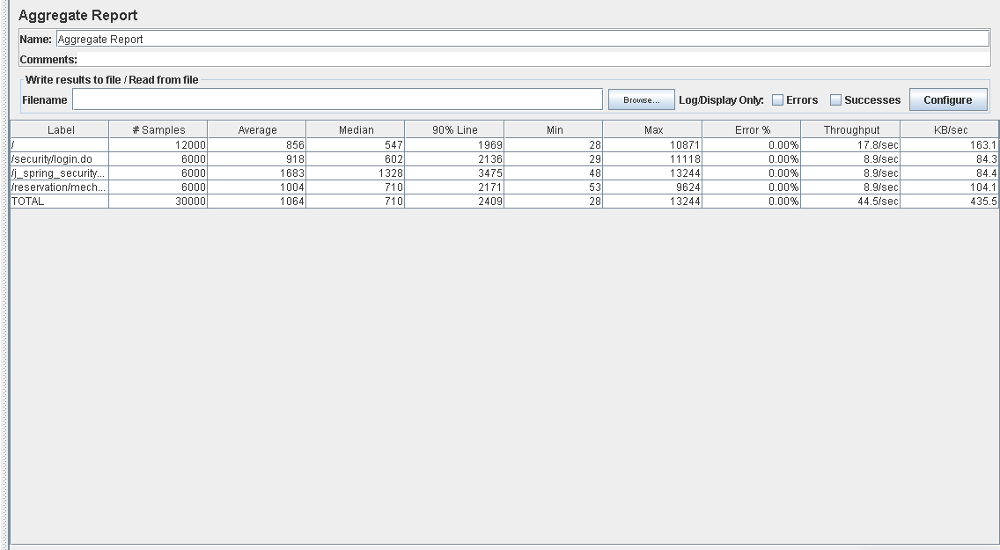 Aggregate Report
Name: Aggregate Report
Comments:
Write results to file / Read from file
Filename Browse... Log/Display Only: Errors Successes Configure
Label # Samples Average Median 90% Line Min Max Error % Throughput KB/sec
/ 12000 856 547 1969 28 10871 0.00% 17.8/sec 163.1
/security/login.do 6000 918 602 2136 29 11118 0.00% 8.9/sec 84.3
/j_spring_security... 6000 1683 1328 3475 48 13244 0.00% 8.9/sec 84.4
/reservation/mech... 6000 1004 710 2171 53 9624 0.00% 8.9/sec 104.1
TOTAL 30000 1064 710 2409 28 13244 0.00% 44.5/sec 435.5